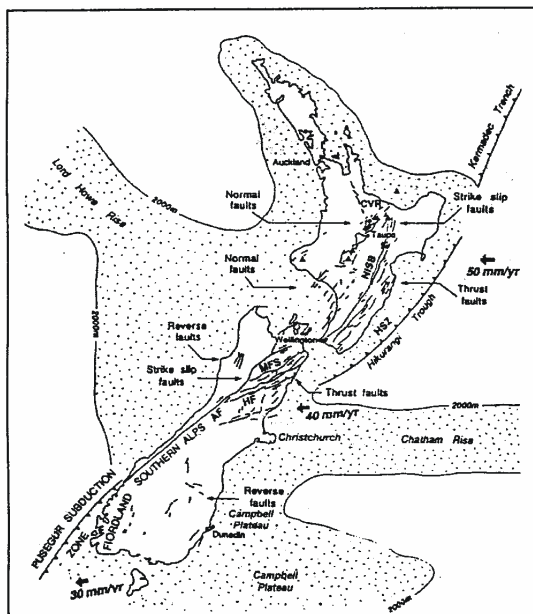 Kermadec Trench
Auckland
Lord Howe Rise
2000m
Normal
faults
CVR
Strike slip
faults
Taupo
Normal
faults
NISB
50 mm/yr
Thrust
faults
HSZ
Hikurangi Trough
2000m
Reverse
faults
Wellington
Strike slip
faults
MFS
Thrust faults
AF
HF
40 mm/yr
2000m
Christchurch
Chatham Rise
SOUTHERN ALPS
PUSEGUR SUBDUCTION
ZONE
FIORDLAND
Reverse
faults
Campbell
Plateau
Dunedin
30 mm/yr
Campbell
Plateau
2000m